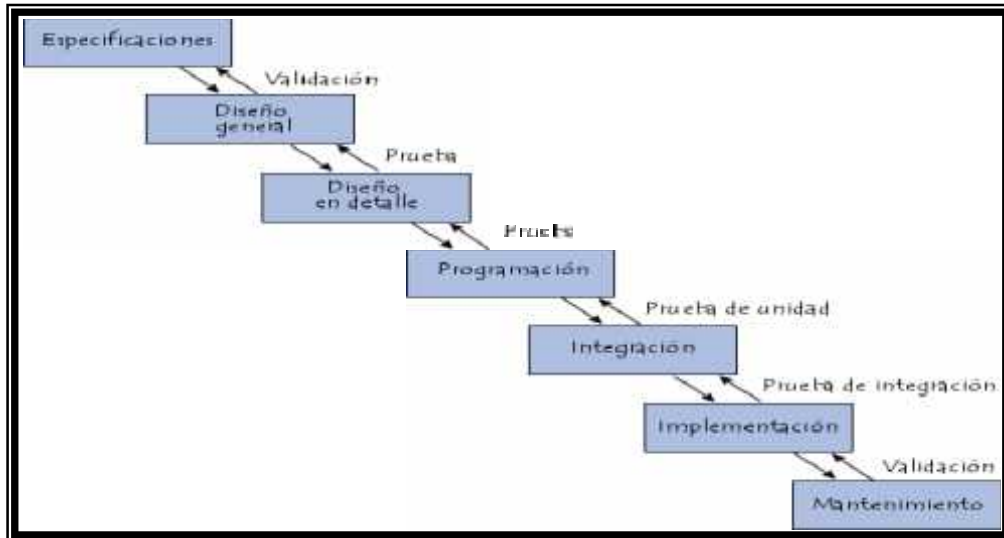 Especificaciones
Validación
Diseño
general
Prueba
Diseño
en detalle
Prueba
Programación
Prueba de unidad
Integración
Prueba de integración
Implementación
Validación
Mantenimiento